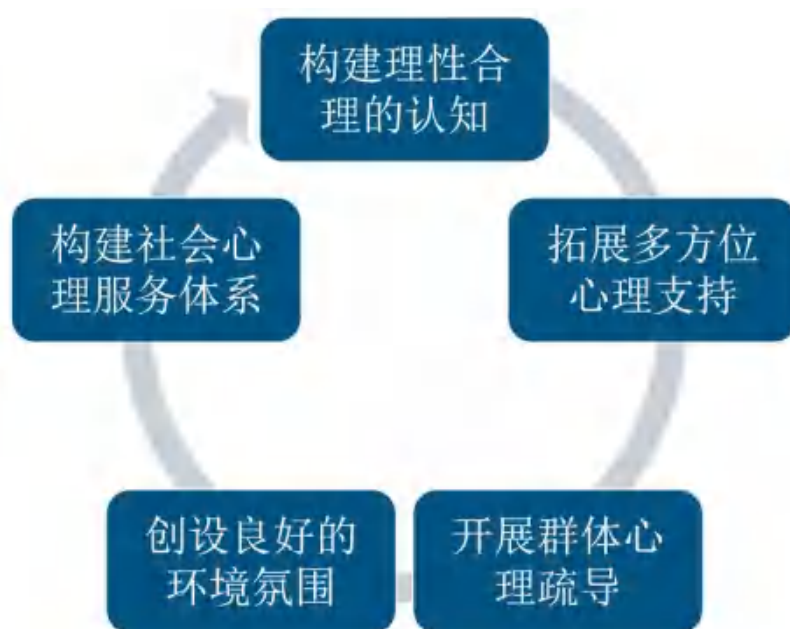 构建理性合
理的认知
拓展多方位
心理支持
开展群体心
理疏导
创设良好的
环境氛围
构建社会心
理服务体系